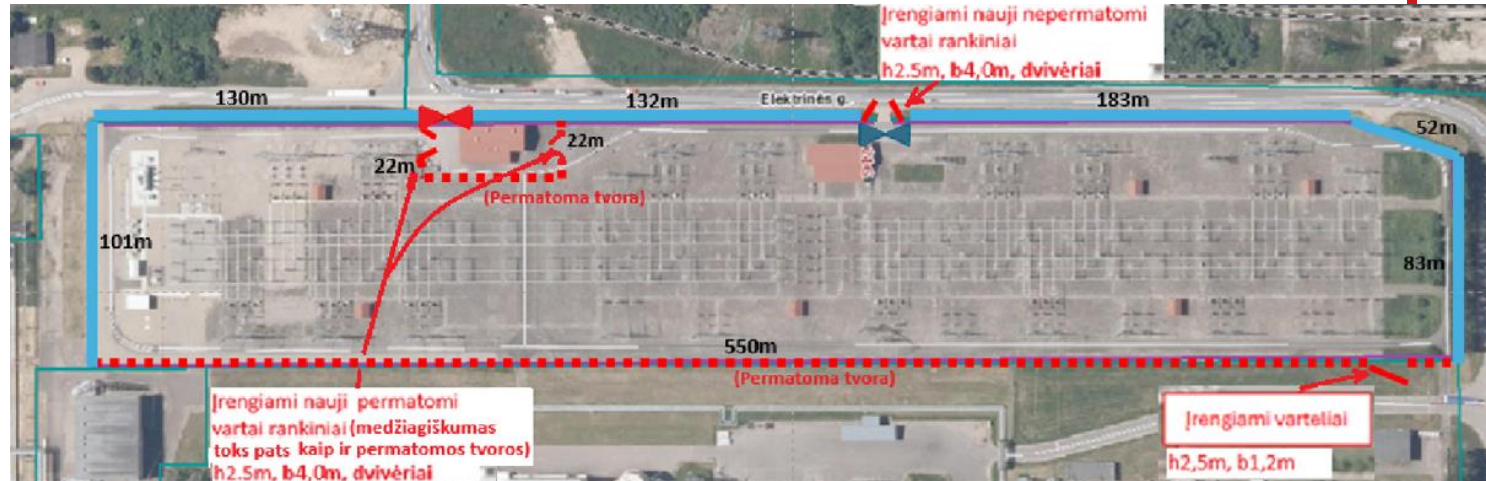 Įrengiami nauji nepermatomi
vartai rankiniai
h2.5m, b4,0m, dvivėriai
130m
132m
Elektrinės g.
183m
52m
22m
22m
(Permatoma tvora)
101m
83m
550m
(Permatoma tvora)
Įrengiami nauji permatomi
vartai rankiniai (medžiagiškumas
toks pats kaip ir permatomos tvoros)
h2.5m, b4,0m, dvivėriai
Įrengiami varteliai
h2,5m, b1,2m